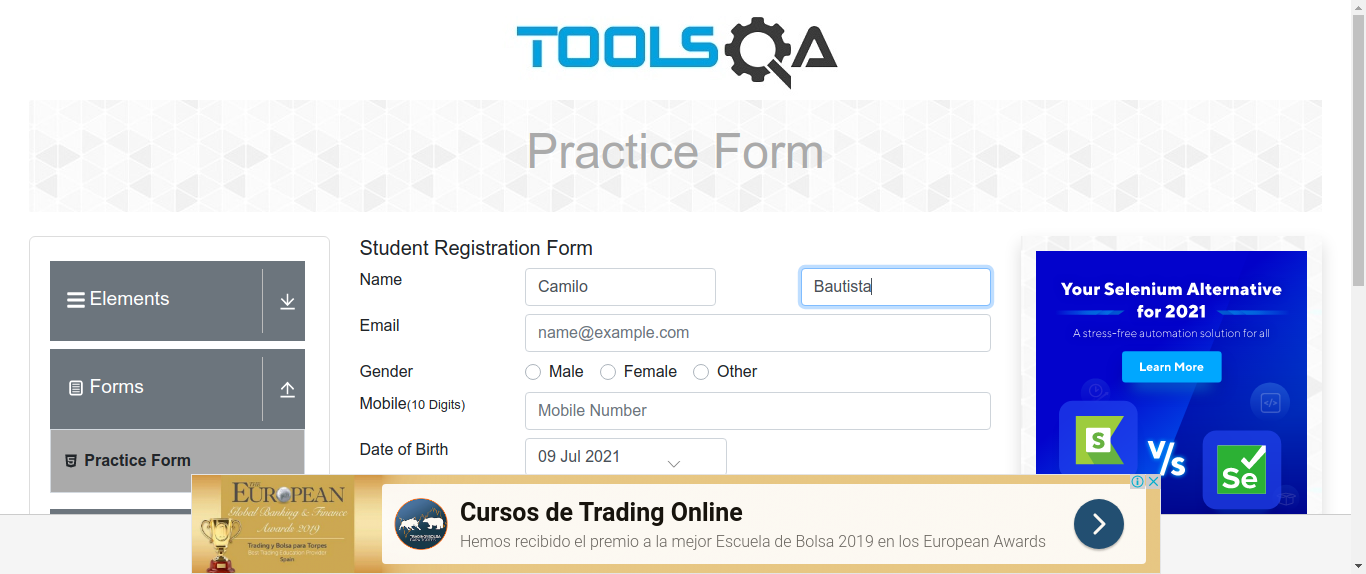 TOOLSQA
Practice Form
Elements
Forms
Practice Form
Student Registration Form
Name
Camilo
Bautista
Email
name@example.com
Gender
Male
Female
Other
Mobile(10 Digits)
Mobile Number
Date of Birth
09 Jul 2021
Your Selenium Alternative
for 2021
A stress-free automation solution for all
Learn More
S
V/s
Se
THE
EUROPEAN
Global Banking & Finance
Awards 2019
Trading y Bolsa para Torpes
Best Trading Education Provider
Spain
Cursos de Trading Online
Hemos recibido el premio a la mejor Escuela de Bolsa 2019 en los European Awards